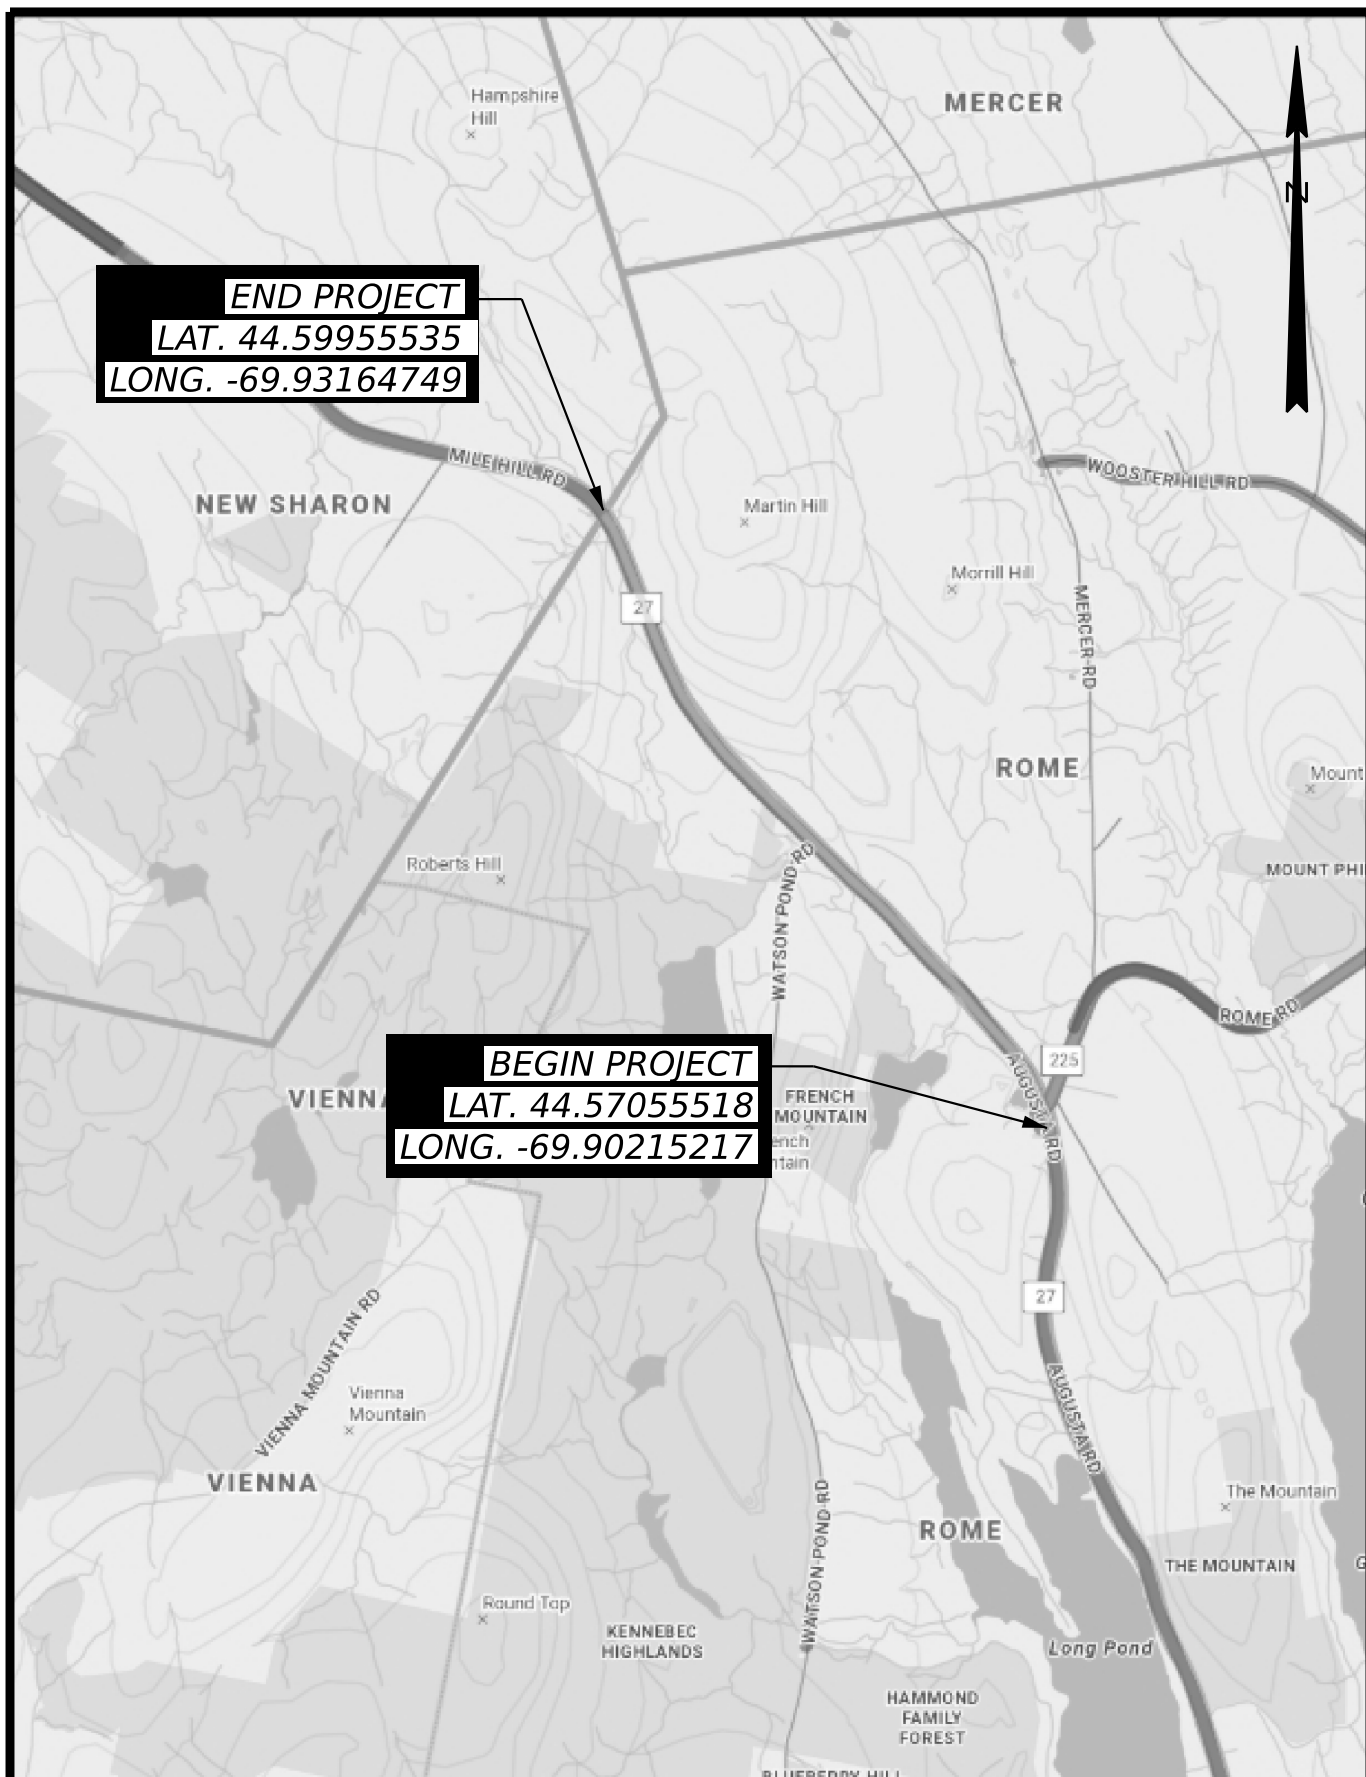 Hampshire
Hill
MERCER
N
END PROJECT
LAT. 44.59955535
LONG. -69.93164749
MILE HILL RD
WOOSTER HILL RD
NEW SHARON
Martin Hill
Morrill Hill
27
MERCER RD
ROME
Mount
Roberts Hill
WATSON POND RD
MOUNT PHI
ROME RD
BEGIN PROJECT
LAT. 44.57055518
LONG. -69.90215217
AUGUSTA RD
225
VIENNA
FRENCH
MOUNTAIN
ench
ntain
27
VIENNA MOUNTAIN RD
Vienna
Mountain
AUGUSTA RD
VIENNA
The Mountain
ROME
WATSON POND RD
THE MOUNTAIN
G
Round Top
KENNEBEC
HIGHLANDS
Long Pond
HAMMOND
FAMILY
FOREST
BLUEBERRY HILL